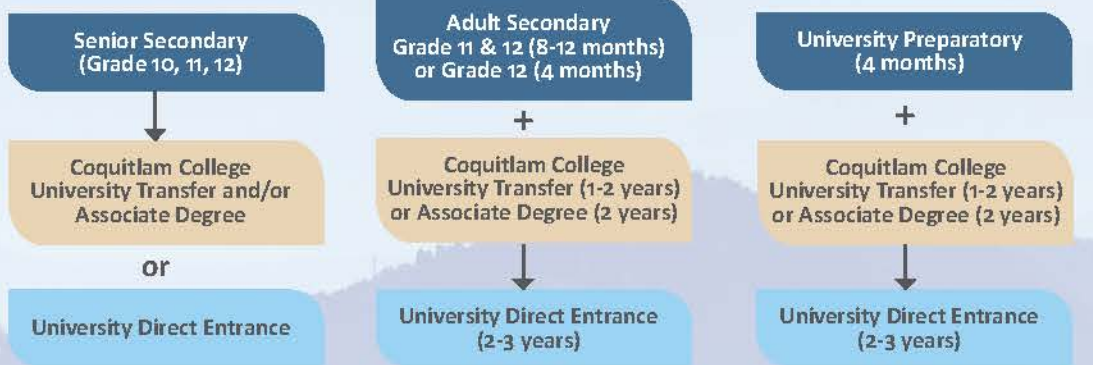 Senior Secondary
(Grade 10, 11, 12)
Coquitlam College
University Transfer and/or
Associate Degree
or
University Direct Entrance
Adult Secondary
Grade 11 & 12 (8-12 months)
or Grade 12 (4 months)
+
Coquitlam College
University Transfer (1-2 years)
or Associate Degree (2 years)
University Direct Entrance
(2-3 years)
University Preparatory
(4 months)
+
Coquitlam College
University Transfer (1-2 years)
or Associate Degree (2 years)
University Direct Entrance
(2-3 years)